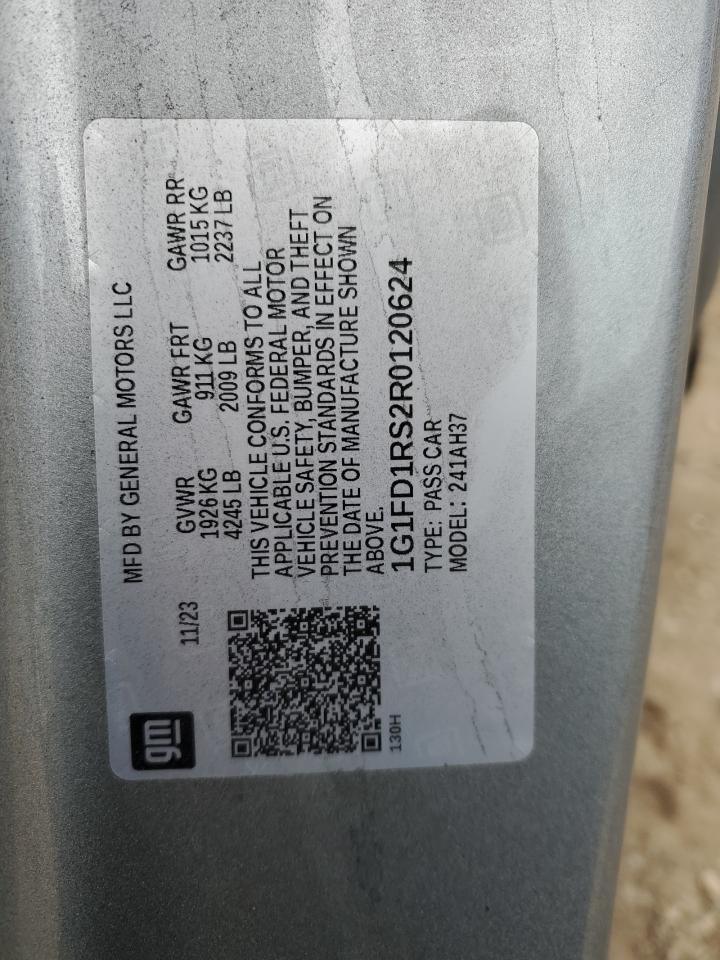 gm
MFD BY GENERAL MOTORS LLC
11/23
GVWR GAWR FRT GAWR RR
1926 KG 911 KG 1015 KG
4245 LB 2009 LB 2237 LB
THIS VEHICLE CONFORMS TO ALL
APPLICABLE U.S. FEDERAL MOTOR
VEHICLE SAFETY, BUMPER, AND THEFT
PREVENTION STANDARDS IN EFFECT ON
THE DATE OF MANUFACTURE SHOWN
ABOVE.
1G1FD1RS2R0120624
TYPE: PASS CAR
MODEL: 241AH37
130H